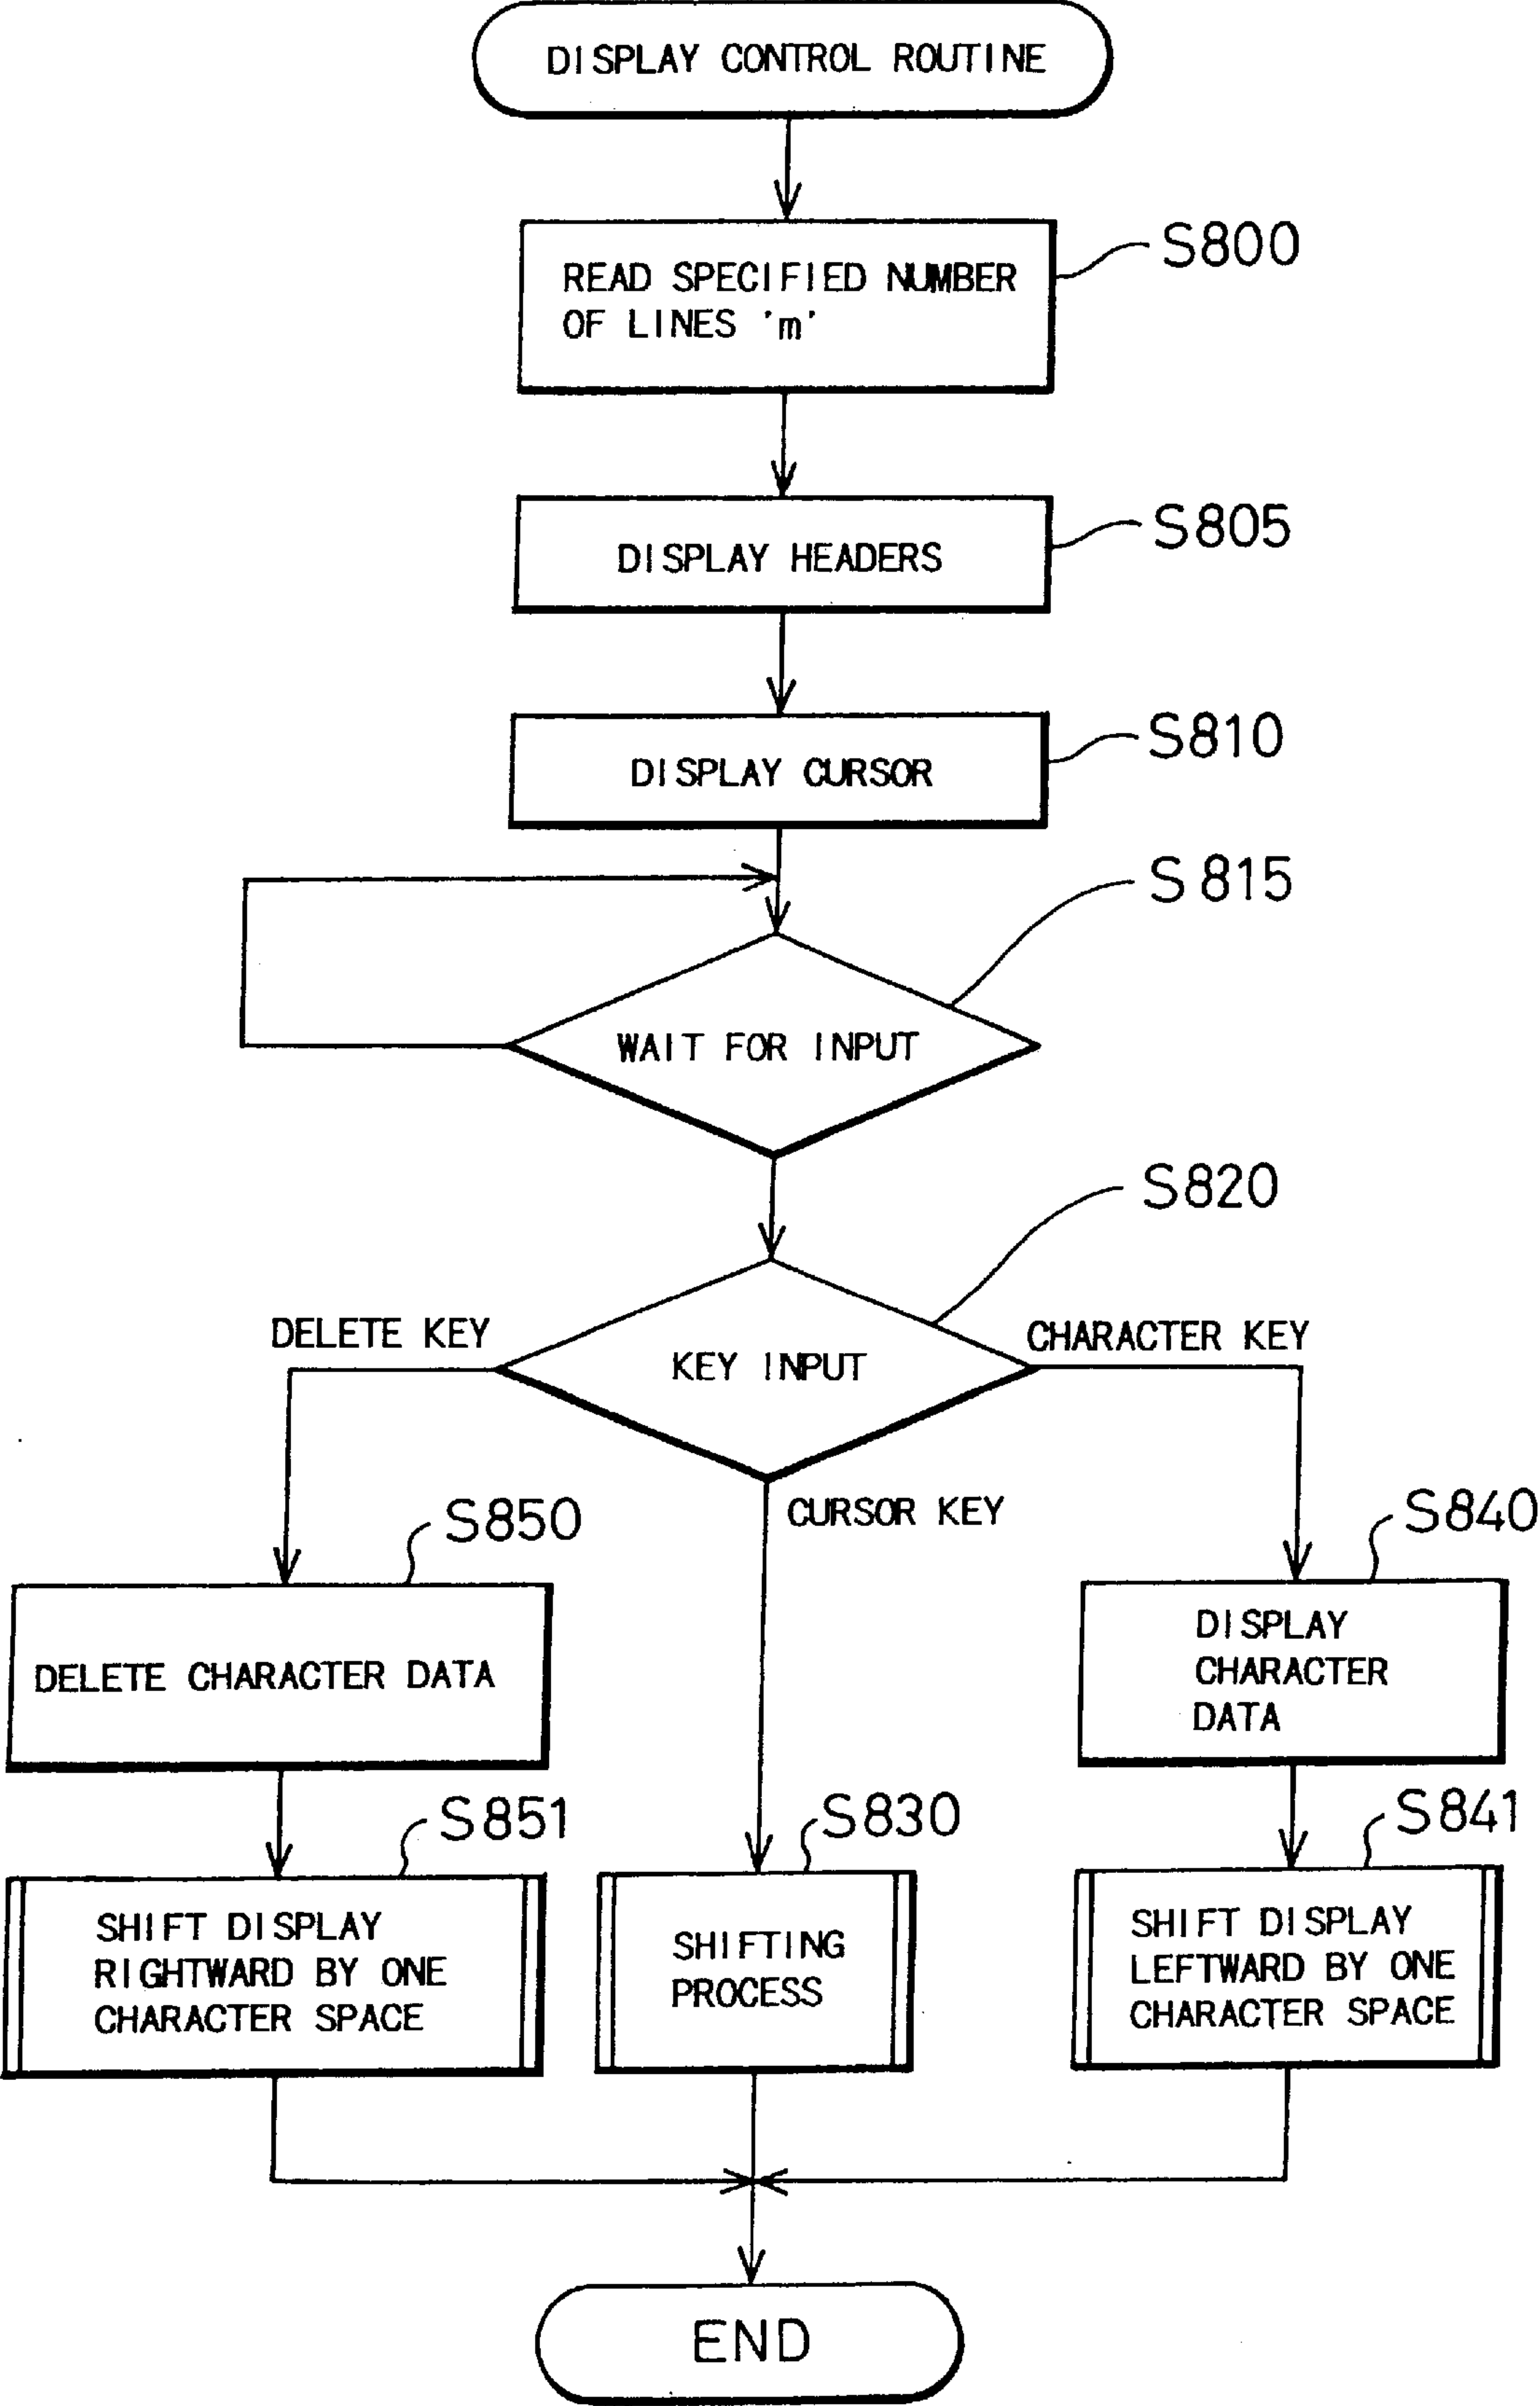 DISPLAY CONTROL ROUTINE
S800
READ SPECIFIED NUMBER
OF LINES 'm'
S805
DISPLAY HEADERS
S810
DISPLAY CURSOR
S815
WAIT FOR INPUT
S820
DELETE KEY
KEY INPUT
CHARACTER KEY
CURSOR KEY
S850
S840
DELETE CHARACTER DATA
DISPLAY
CHARACTER
DATA
S851
S830
S841
SHIFT DISPLAY
RIGHTWARD BY ONE
CHARACTER SPACE
SHIFTING
PROCESS
SHIFT DISPLAY
LEFTWARD BY ONE
CHARACTER SPACE
END